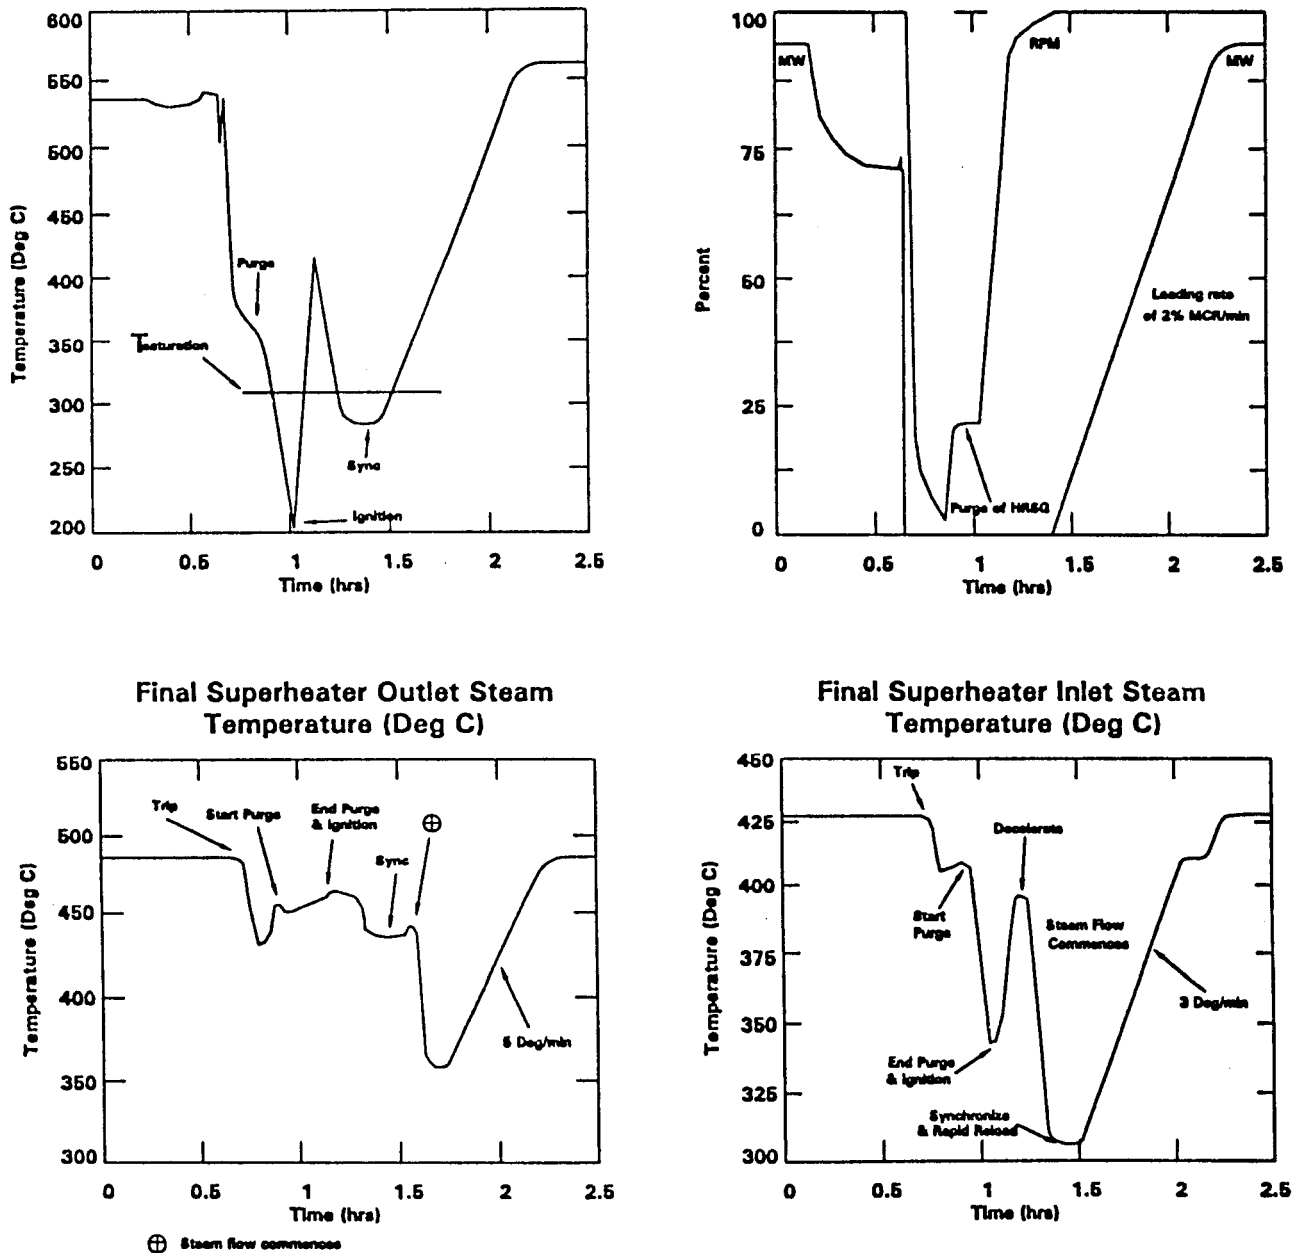 600
550
500
450
400
350
300
250
200
Temperature (Deg C)
Purge
Tsaturation
Sync
Ignition
0 0.5 1 1.5 2 2.5
Time (hrs)
100
75
50
25
0
Percent
MW
RPM
MW
Loading rate
of 2% MCR/min
Purge of HRSG
0 0.5 1 1.5 2 2.5
Time (hrs)
Final Superheater Outlet Steam
Temperature (Deg C)
550
500
450
400
350
300
Temperature (Deg C)
Trip
Start Purge
End Purge
& Ignition
Sync
5 Deg/min
0 0.5 1 1.5 2 2.5
Time (hrs)
⊕ Steam flow commences
Final Superheater Inlet Steam
Temperature (Deg C)
450
425
400
375
350
325
300
Temperature (Deg C)
Trip
Decelerate
Start
Purge
Steam Flow
Commences
3 Deg/min
End Purge
& Ignition
Synchronize
& Rapid Reload
0 0.5 1 1.5 2 2.5
Time (hrs)